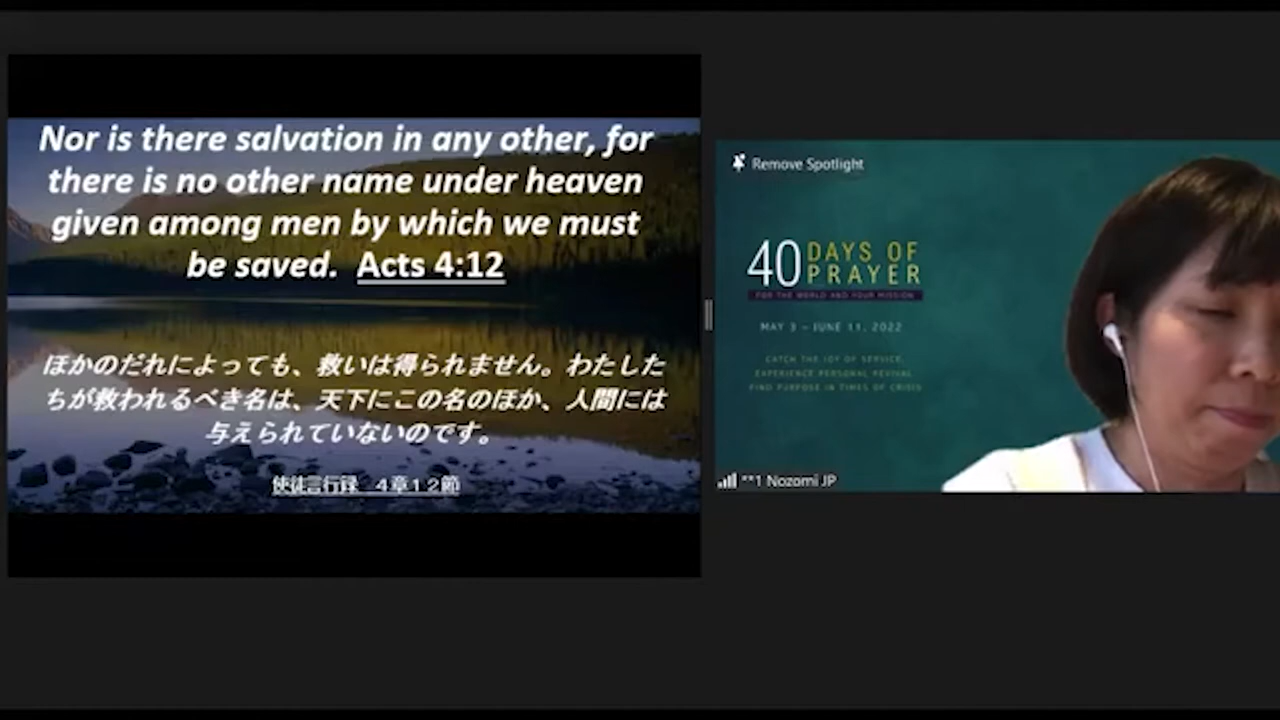 Nor is there salvation in any other, for
there is no other name under heaven
given among men by which we must
be saved. Acts 4:12
ほかのだれによっても、救いは得られません。わたした
ちが救われるべき名は、天下にこの名のほか、人間には
与えられていないのです。
使徒言行録 4章12節
Remove Spotlight
40 DAYS OF
PRAYER
FOR THE WORLD AND YOUR MISSION
MAY 3 – JUNE 11, 2022
CATCH THE JOY OF SERVICE,
EXPERIENCE PERSONAL REVIVAL
FIND PURPOSE IN TIMES OF CRISIS
**1 Nozomi JP